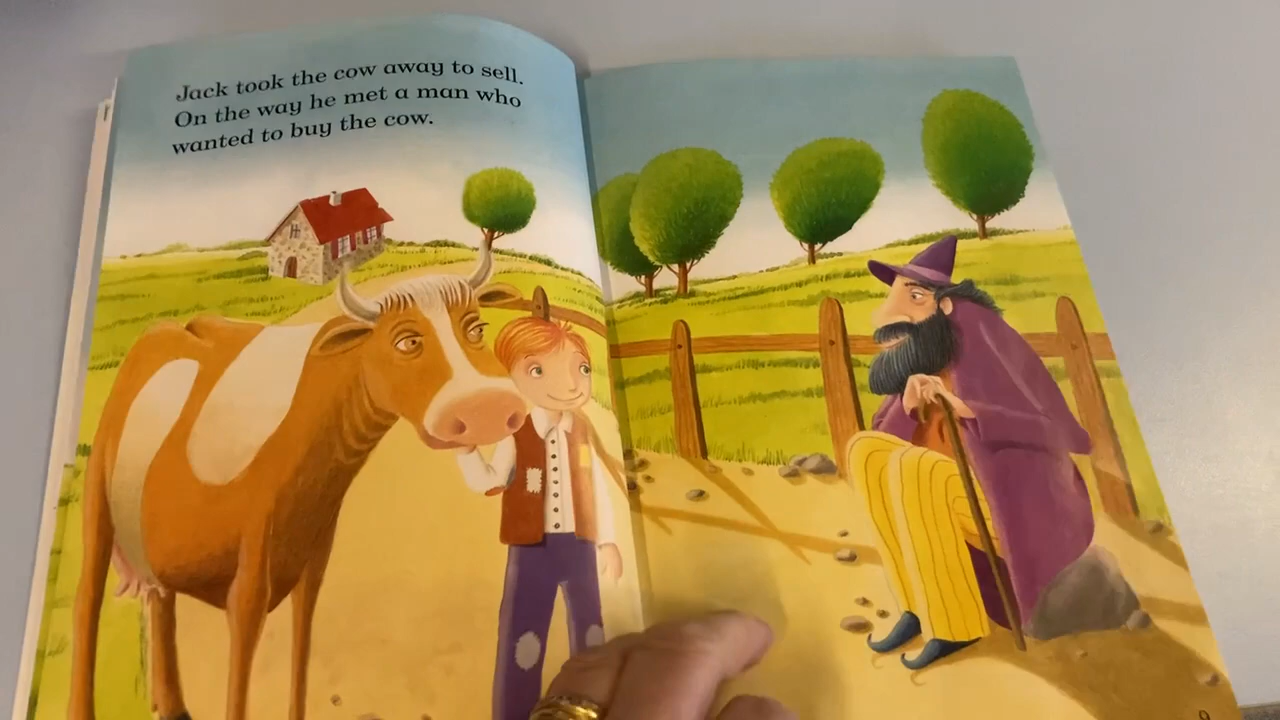 Jack took the cow away to sell.
On the way he met a man who
wanted to buy the cow.